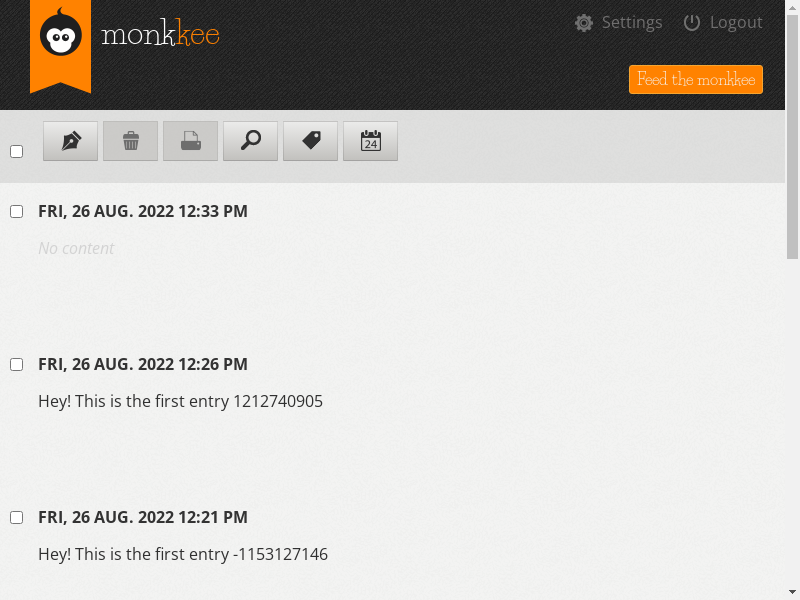 monkkee
Settings
Logout
Feed the monkkee
24
FRI, 26 AUG. 2022 12:33 PM
No content
FRI, 26 AUG. 2022 12:26 PM
Hey! This is the first entry 1212740905
FRI, 26 AUG. 2022 12:21 PM
Hey! This is the first entry -1153127146